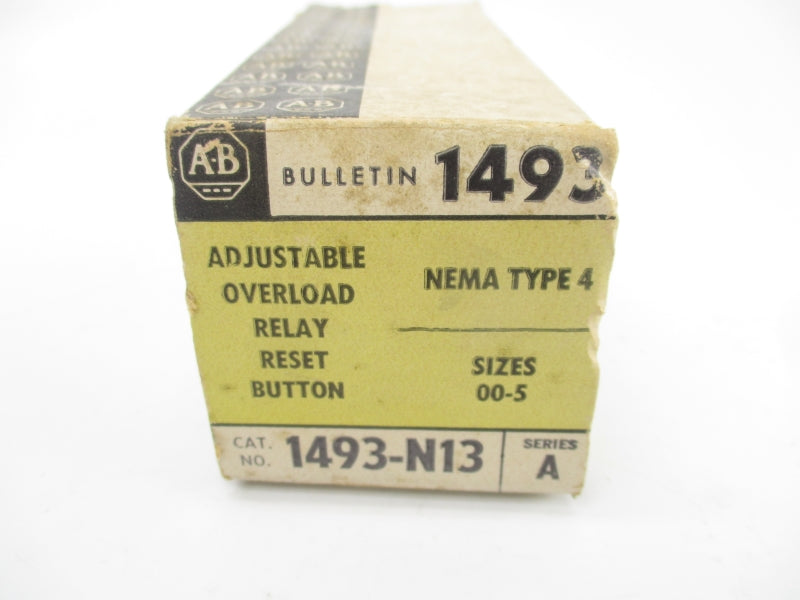 A-B A-B
A-B A-B
A-B A-B
A-B BULLETIN 1493
ADJUSTABLE
OVERLOAD
RELAY
RESET
BUTTON
NEMA TYPE 4
SIZES
00-5
CAT.
NO. 1493-N13
SERIES
A